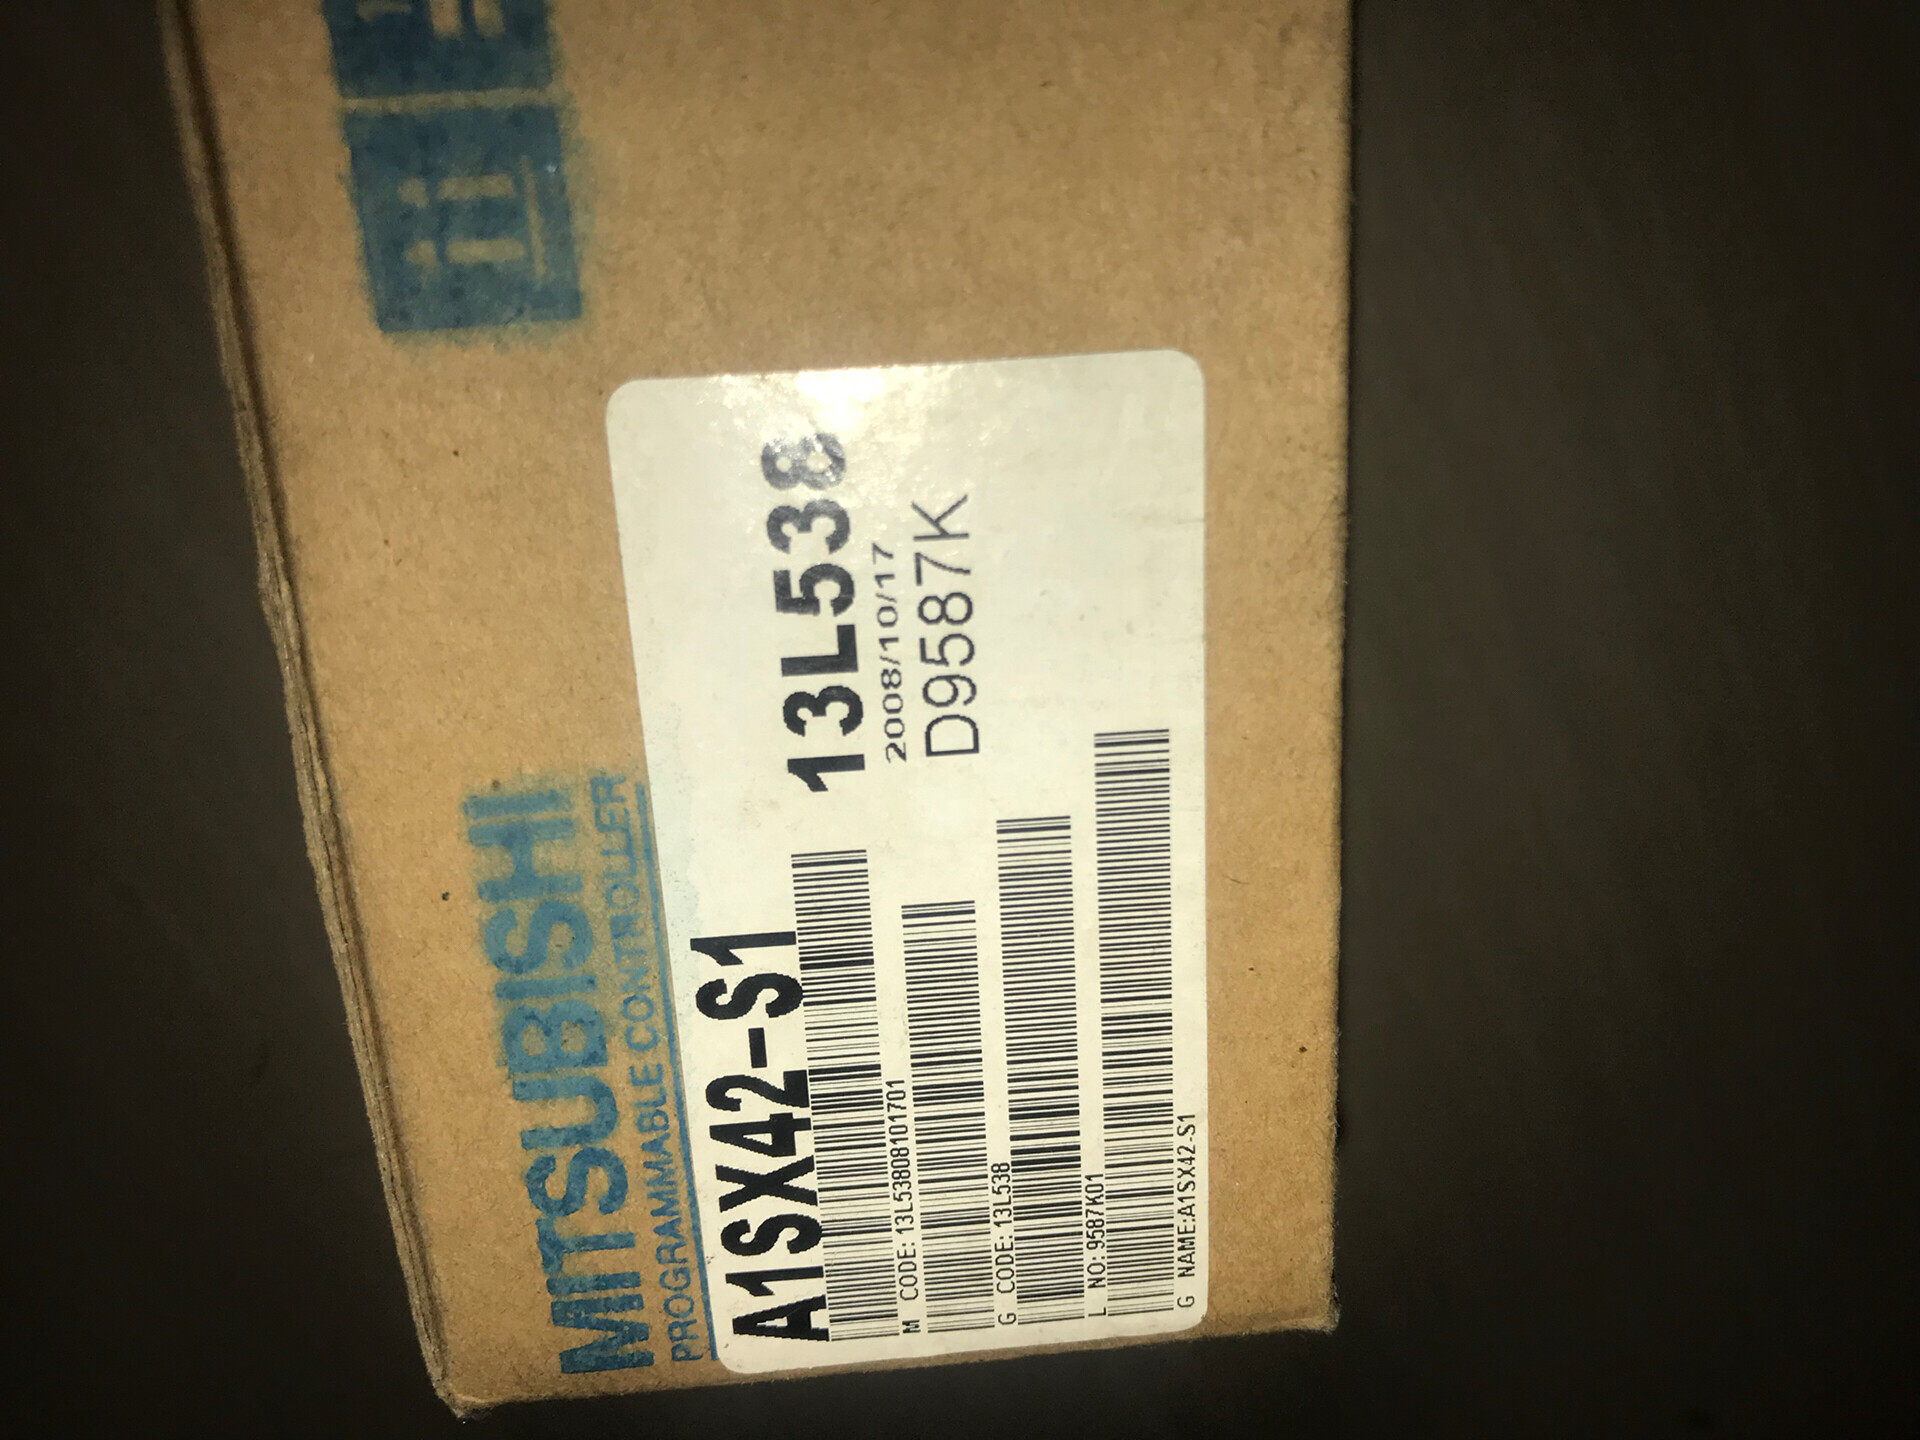 MITSUBISHI
PROGRAMMABLE CONTROLLER
A1SX42-S1
13L538
2008/10/17
D9587K
M CODE: 13L53808101701
G CODE: 13L538
L NO: 9587K01
G NAME:A1SX42-S1